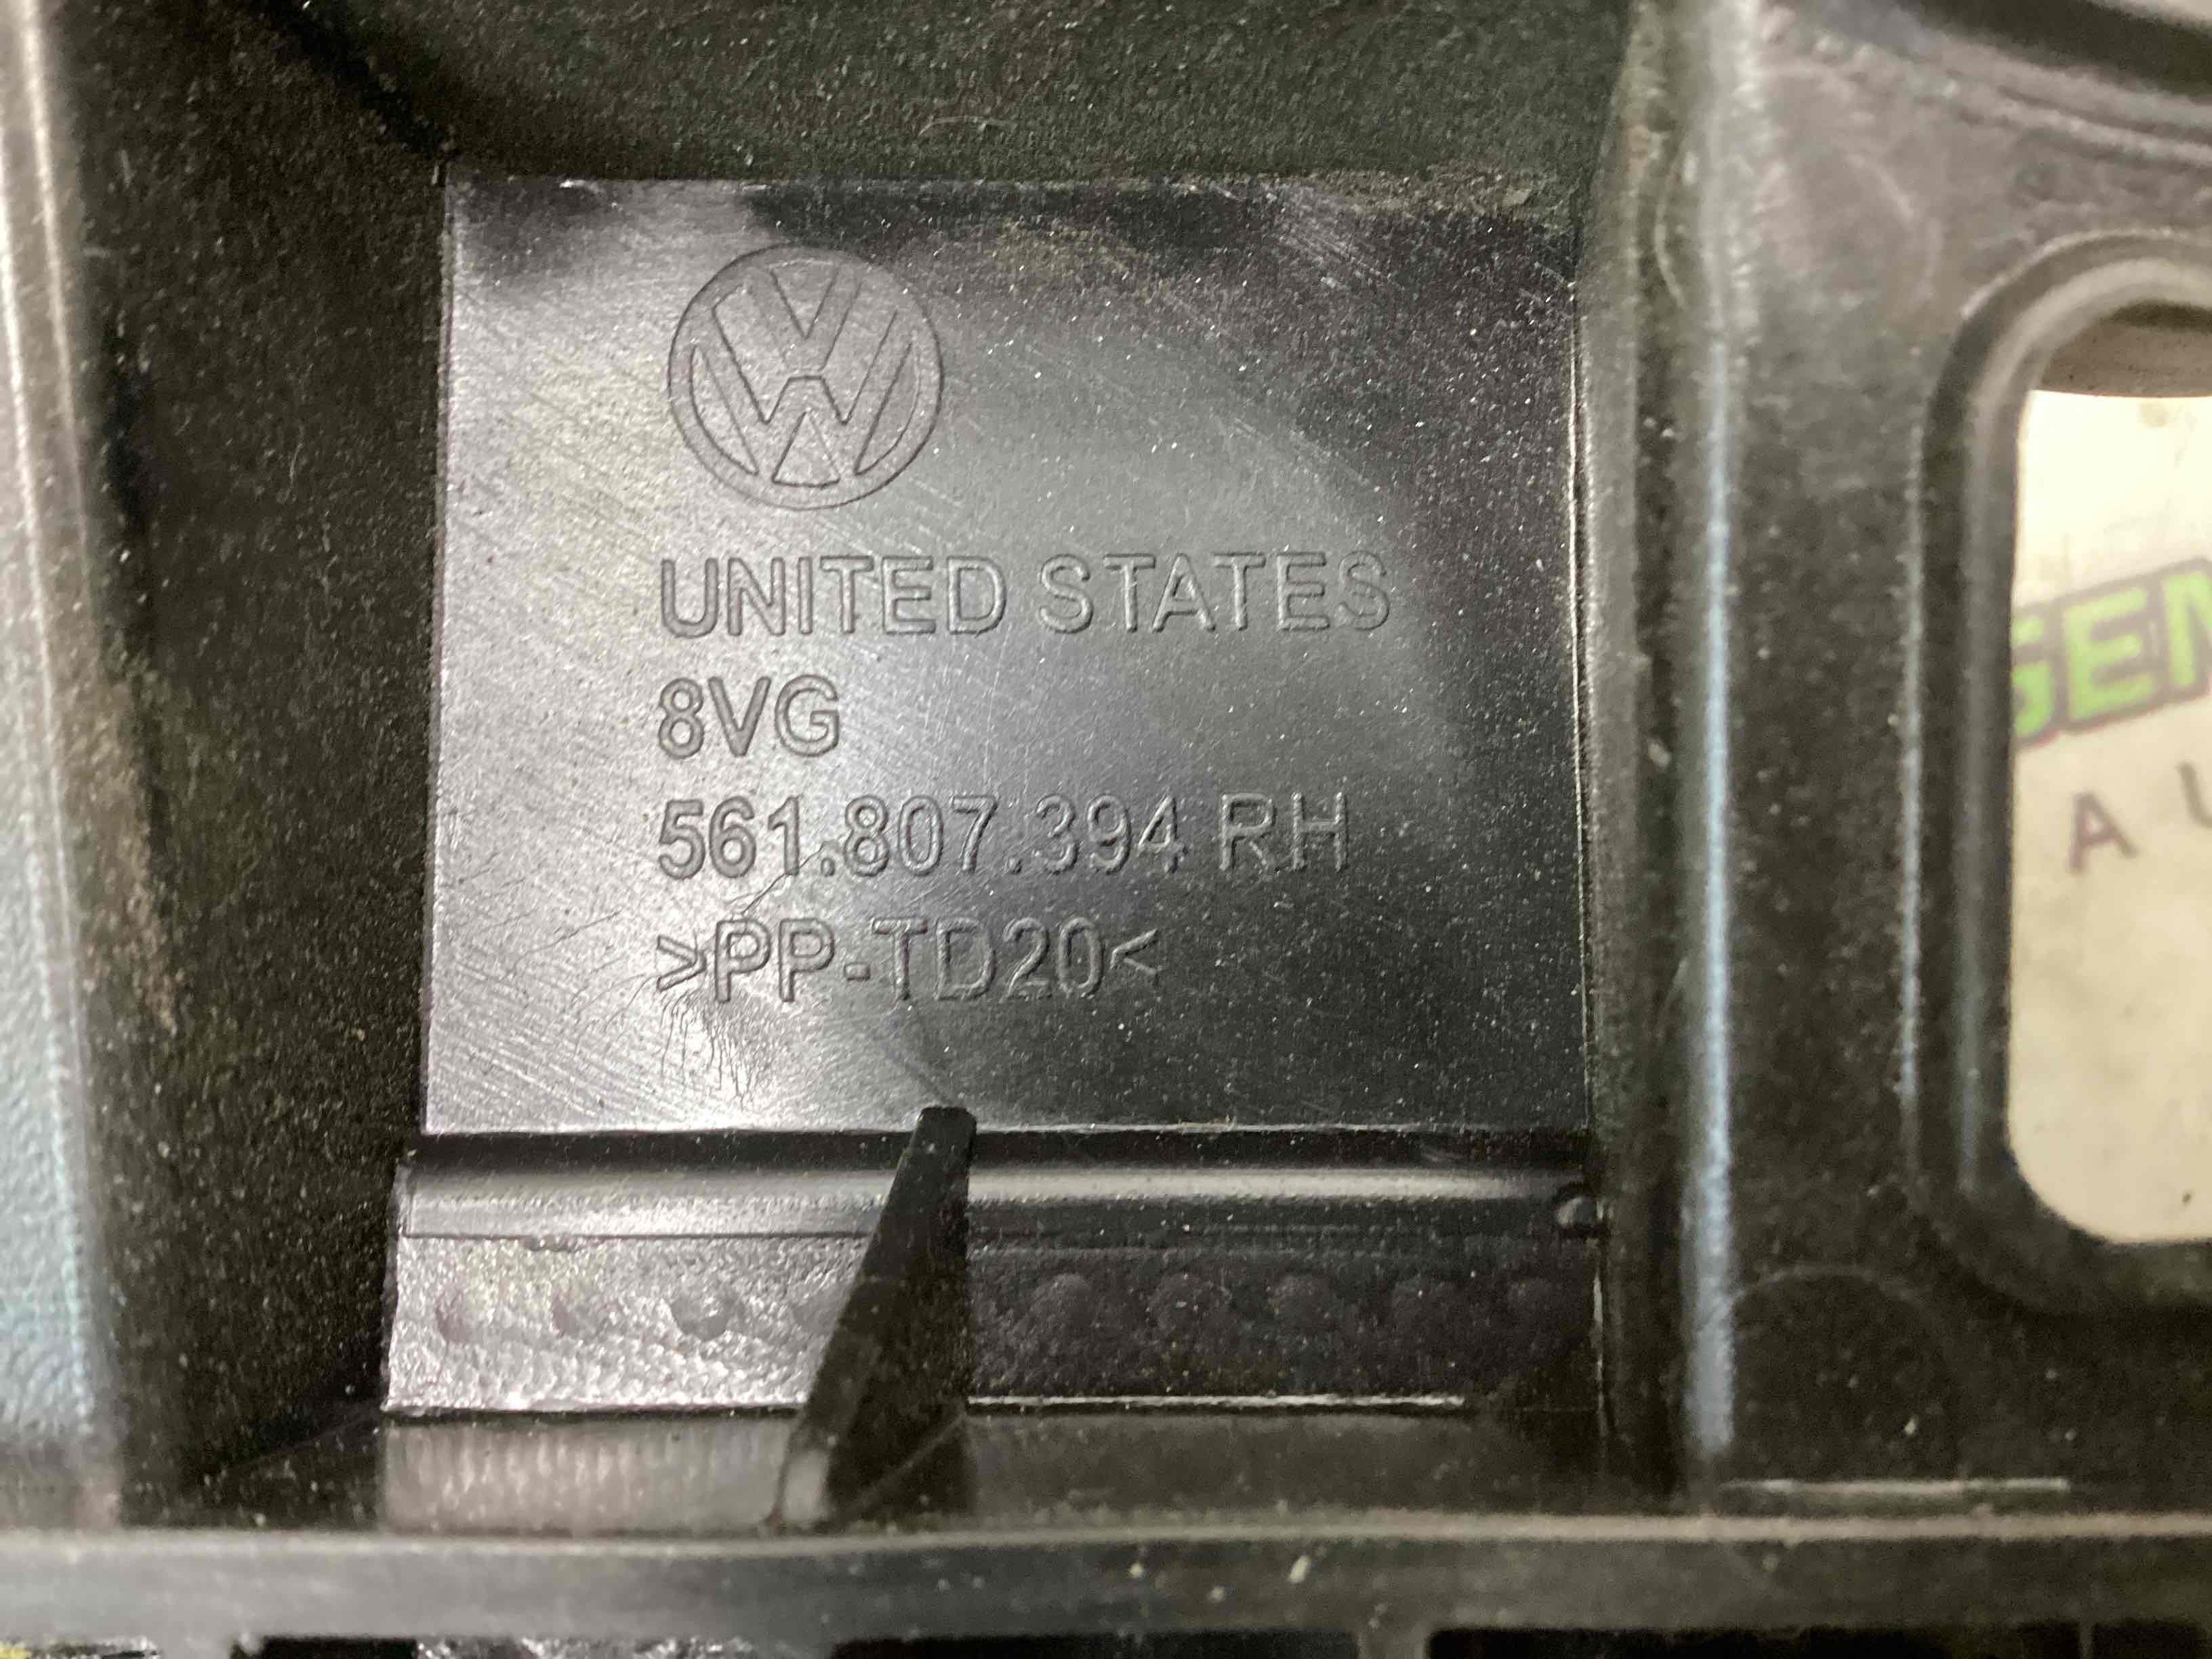 UNITED STATES
8VG
561.807.394 RH
>PP-TD20<